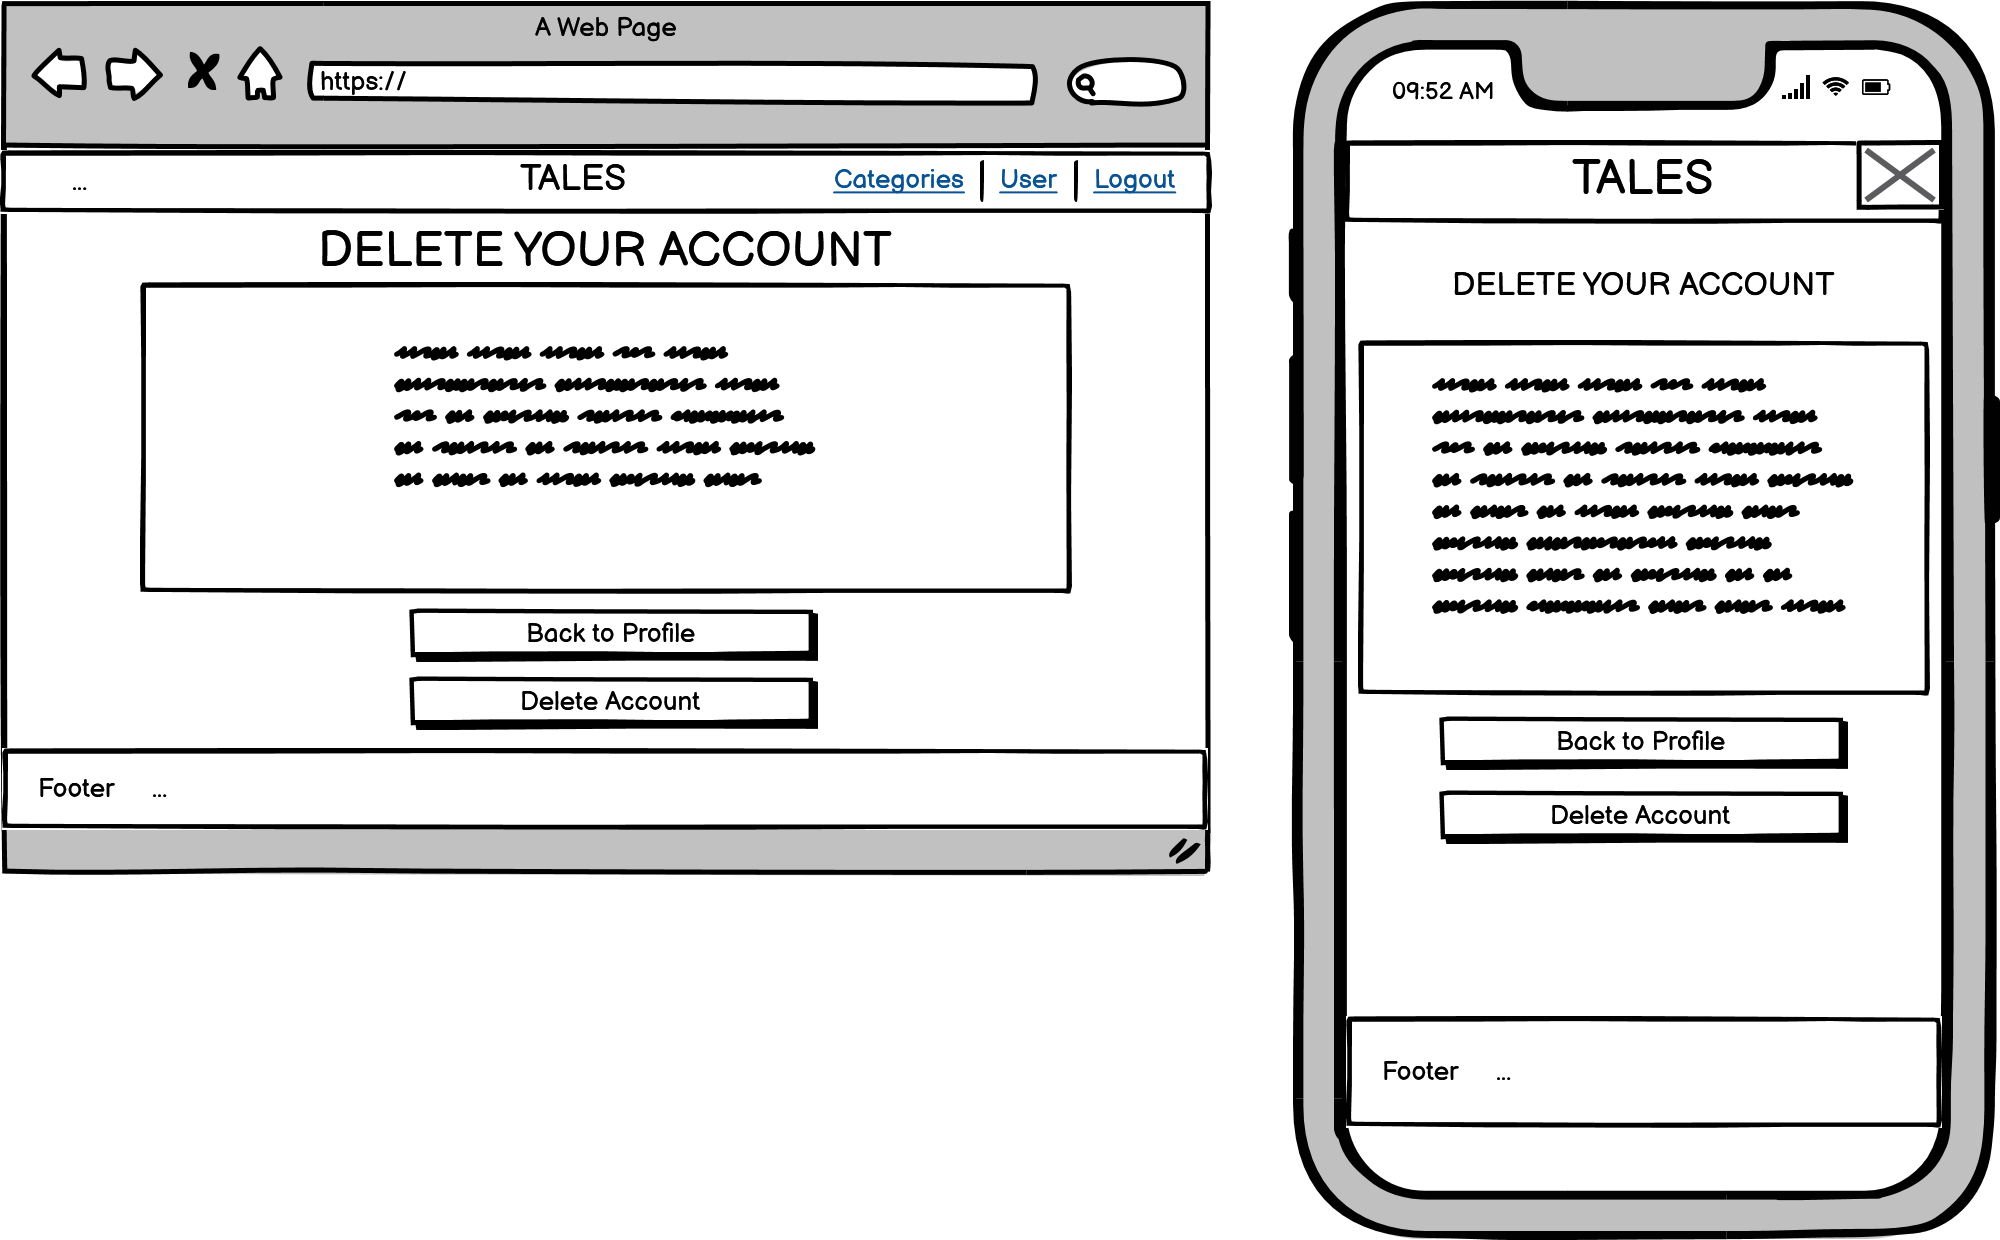 A Web Page
https://
... TALES Categories User Logout
DELETE YOUR ACCOUNT
Back to Profile
Delete Account
Footer ...
09:52 AM
TALES
DELETE YOUR ACCOUNT
Back to Profile
Delete Account
Footer ...